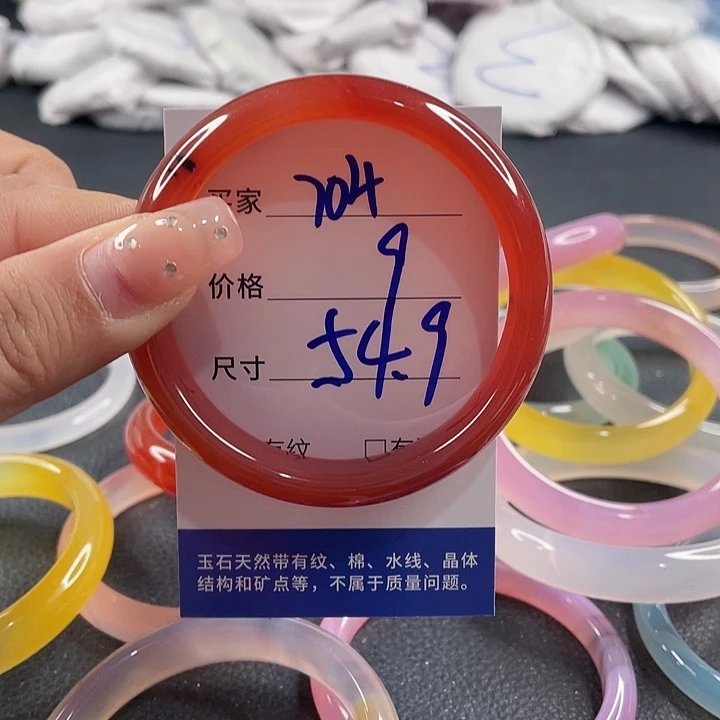 买家 704
价格 9
尺寸 54.9
有纹 □有
玉石天然带有纹、棉、水线、晶体
结构和矿点等，不属于质量问题。